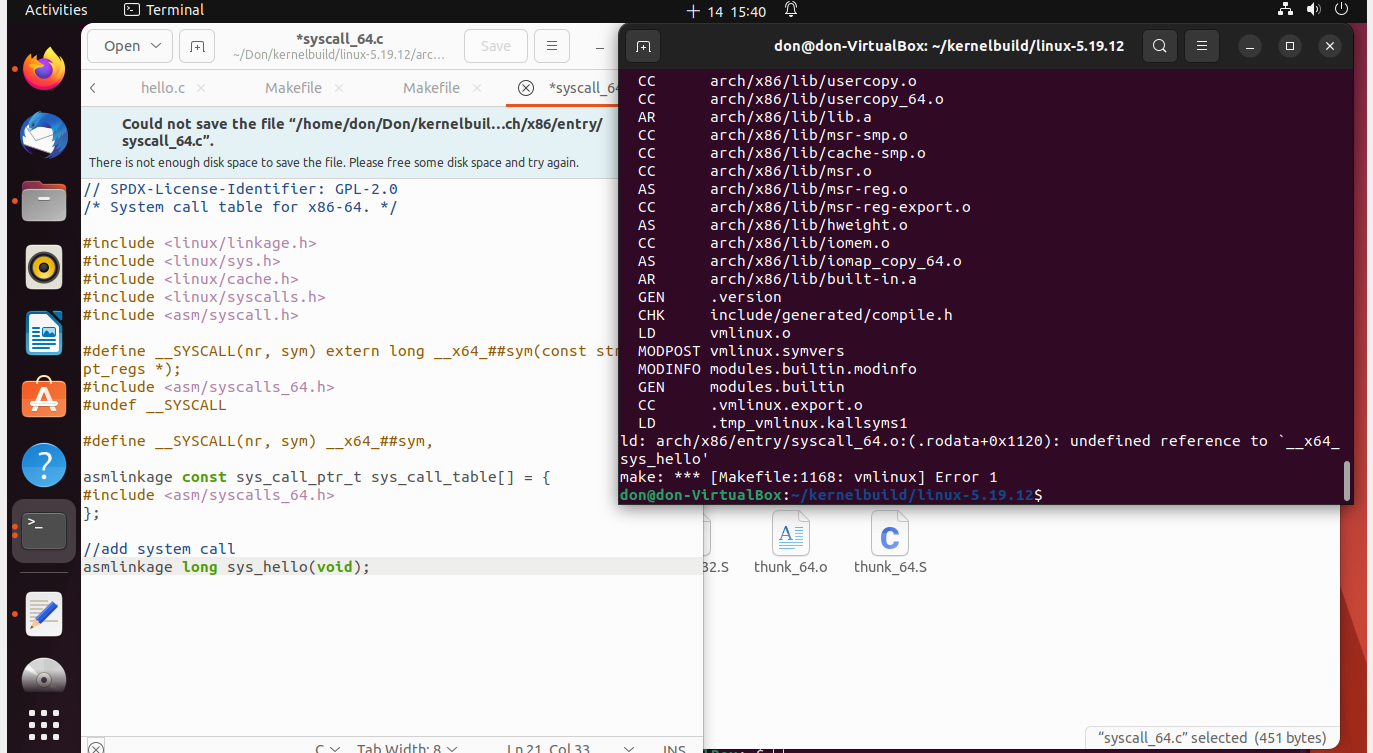 Activities
Terminal
14 15:40
Open
*syscall_64.c
~/Don/kernelbuild/linux-5.19.12/arc...
Save
hello.c
Makefile
Makefile
*syscall_64
Could not save the file “/home/don/Don/kernelbuil...ch/x86/entry/
syscall_64.c”.
There is not enough disk space to save the file. Please free some disk space and try again.
// SPDX-License-Identifier: GPL-2.0
/* System call table for x86-64. */
#include <linux/linkage.h>
#include <linux/sys.h>
#include <linux/cache.h>
#include <linux/syscalls.h>
#include <asm/syscall.h>
#define __SYSCALL(nr, sym) extern long __x64_##sym(const str
pt_regs *);
#include <asm/syscalls_64.h>
#undef __SYSCALL
#define __SYSCALL(nr, sym) __x64_##sym,
asmlinkage const sys_call_ptr_t sys_call_table[] = {
#include <asm/syscalls_64.h>
};
//add system call
asmlinkage long sys_hello(void);
C
Tab Width: 8
Ln 21, Col 33
INS
don@don-VirtualBox: ~/kernelbuild/linux-5.19.12
CC arch/x86/lib/usercopy.o
CC arch/x86/lib/usercopy_64.o
AR arch/x86/lib/lib.a
CC arch/x86/lib/msr-smp.o
CC arch/x86/lib/cache-smp.o
CC arch/x86/lib/msr.o
AS arch/x86/lib/msr-reg.o
CC arch/x86/lib/msr-reg-export.o
AS arch/x86/lib/hweight.o
CC arch/x86/lib/iomem.o
AS arch/x86/lib/iomap_copy_64.o
AR arch/x86/lib/built-in.a
GEN .version
CHK include/generated/compile.h
LD vmlinux.o
MODPOST vmlinux.symvers
MODINFO modules.builtin.modinfo
GEN modules.builtin
CC .vmlinux.export.o
LD .tmp_vmlinux.kallsyms1
ld: arch/x86/entry/syscall_64.o:(.rodata+0x1120): undefined reference to `__x64_
sys_hello'
make: *** [Makefile:1168: vmlinux] Error 1
don@don-VirtualBox:~/kernelbuild/linux-5.19.12$
32.S
thunk_64.o
thunk_64.S
“syscall_64.c” selected (451 bytes)